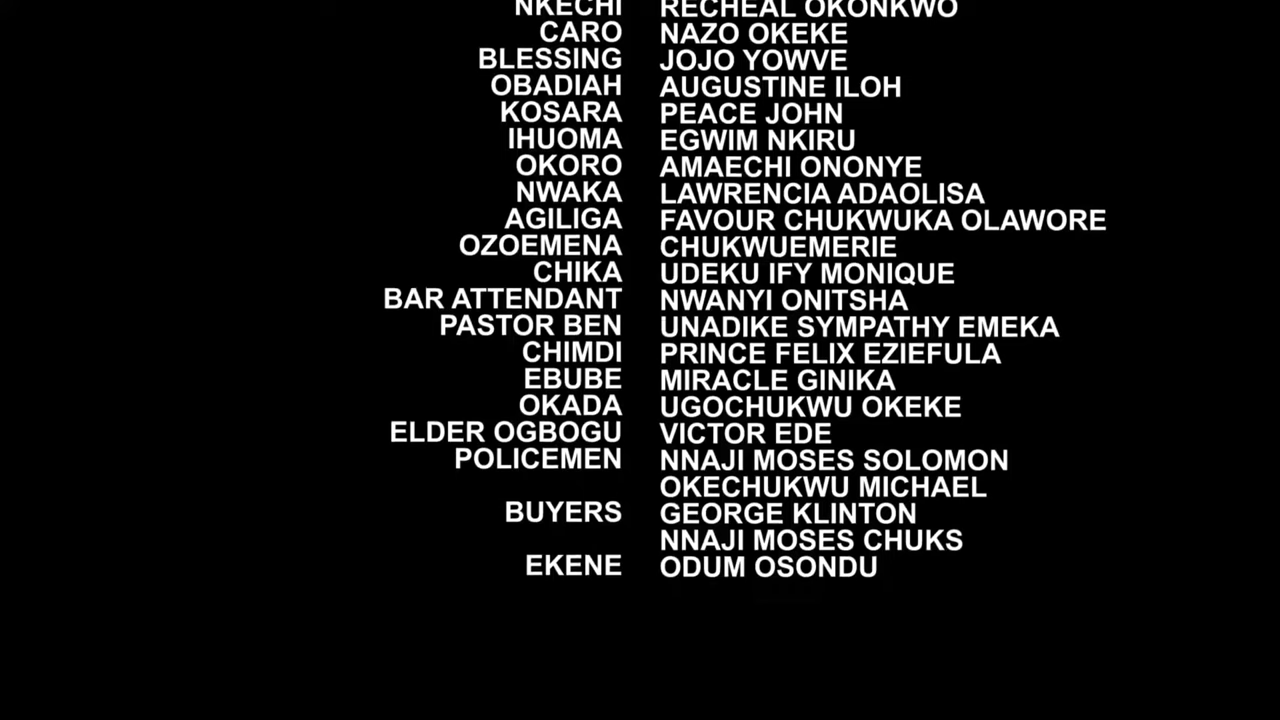 NKECHI RECHEAL OKONKWO
CARO NAZO OKEKE
BLESSING JOJO YOWVE
OBADIAH AUGUSTINE ILOH
KOSARA PEACE JOHN
IHUOMA EGWIM NKIRU
OKORO AMAECHI ONONYE
NWAKA LAWRENCIA ADAOLISA
AGILIGA FAVOUR CHUKWUKA OLAWORE
OZOEMENA CHUKWUEMERIE
CHIKA UDEKU IFY MONIQUE
BAR ATTENDANT NWANYI ONITSHA
PASTOR BEN UNADIKE SYMPATHY EMEKA
CHIMDI PRINCE FELIX EZIEFULA
EBUBE MIRACLE GINIKA
OKADA UGOCHUKWU OKEKE
ELDER OGBOGU VICTOR EDE
POLICEMEN NNAJI MOSES SOLOMON
OKECHUKWU MICHAEL
BUYERS GEORGE KLINTON
NNAJI MOSES CHUKS
EKENE ODUM OSONDU